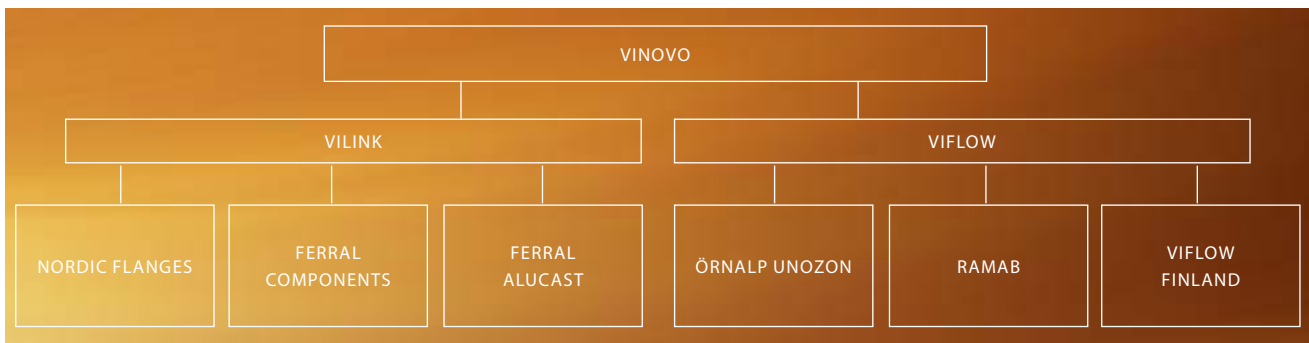 VINOVO
VILINK
VIFLOW
NORDIC FLANGES
FERRAL
COMPONENTS
FERRAL
ALUCAST
ÖRNALP UNOZON
RAMAB
VIFLOW
FINLAND